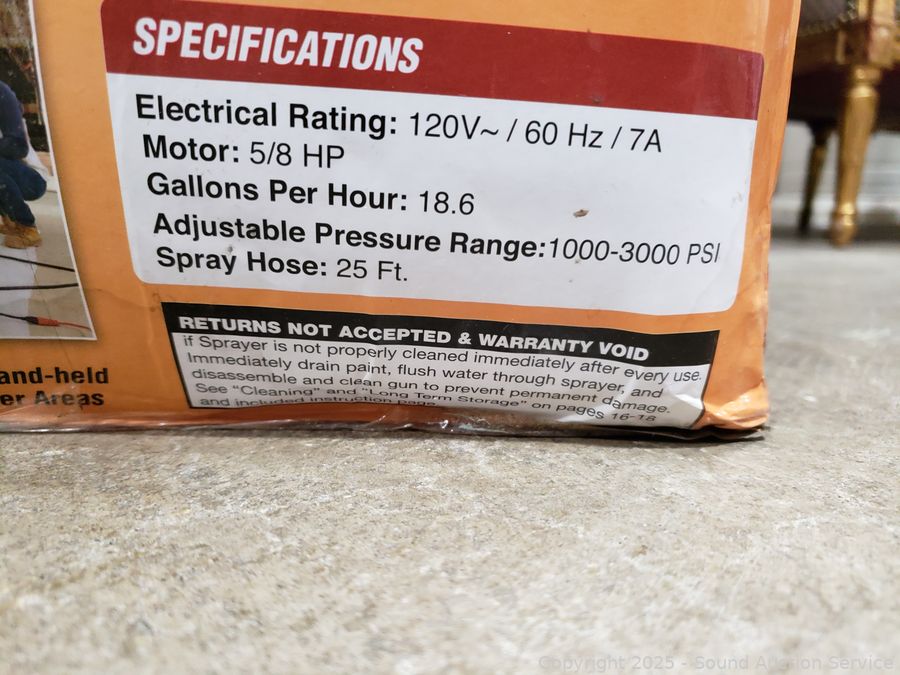 SPECIFICATIONS
Electrical Rating: 120V~ / 60 Hz / 7A
Motor: 5/8 HP
Gallons Per Hour: 18.6
Adjustable Pressure Range:1000-3000 PSI
Spray Hose: 25 Ft.
RETURNS NOT ACCEPTED & WARRANTY VOID
if Sprayer is not properly cleaned immediately after every use.
Immediately drain paint, flush water through sprayer, and
disassemble and clean gun to prevent permanent damage.
See “Cleaning” and “Long Term Storage” on pages 16-18
and included instruction page
and-held
er Areas
Copyright 2025 - Sound Auction Service